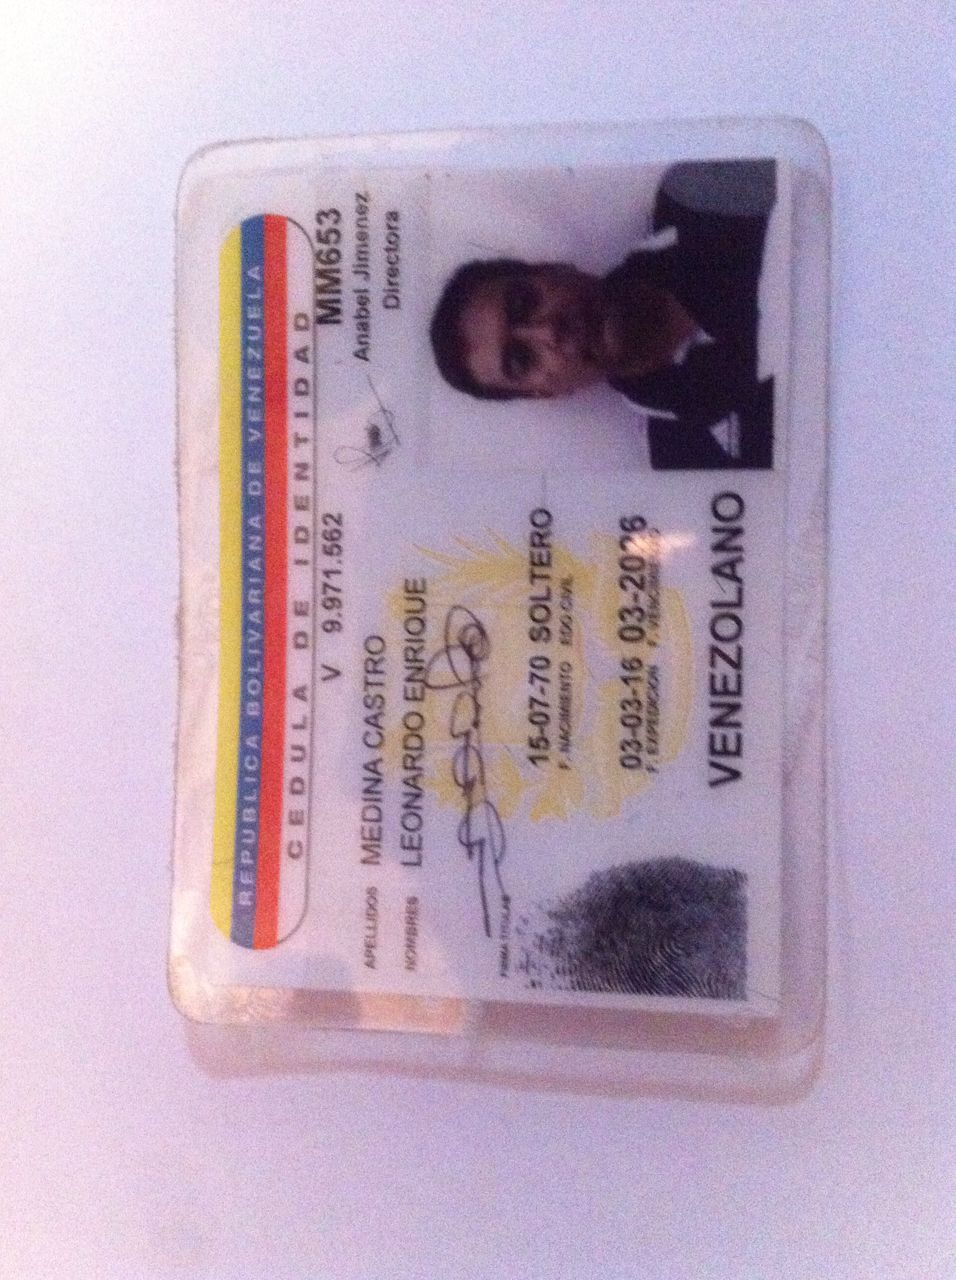 REPUBLICA BOLIVARIANA DE VENEZUELA
CEDULA DE IDENTIDAD
V 9.971.562
MM653
Anabel Jimenez
Directora
APELLIDOS MEDINA CASTRO
NOMBRES LEONARDO ENRIQUE
FIRMA TITULAR
15-07-70 SOLTERO
F. NACIMIENTO EDO CIVIL
03-03-16 03-2026
F. EXPEDICION F. VENCIMIENTO
VENEZOLANO